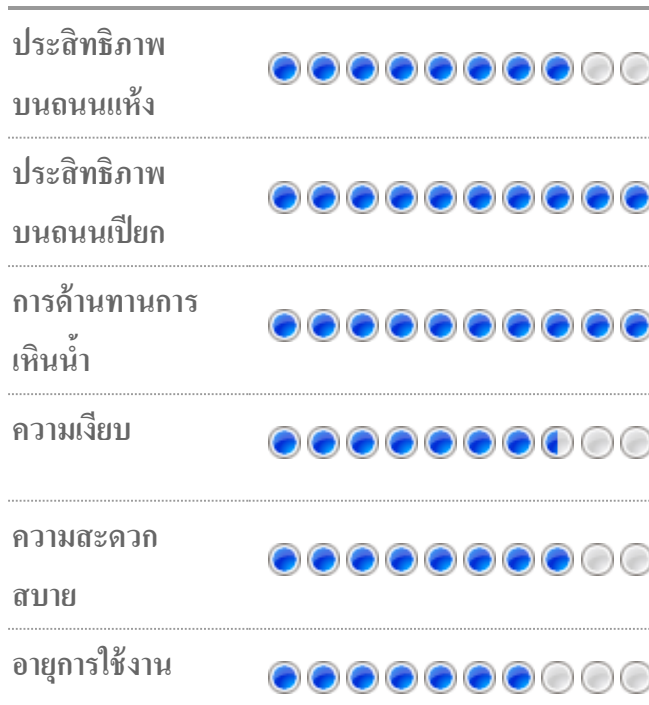 ประสิทธิภาพ
บนถนนแห้ง
ประสิทธิภาพ
บนถนนเปียก
การด้านทานการ
เหินน้ำ
ความเงียบ
ความสะดวก
สบาย
อายุการใช้งาน